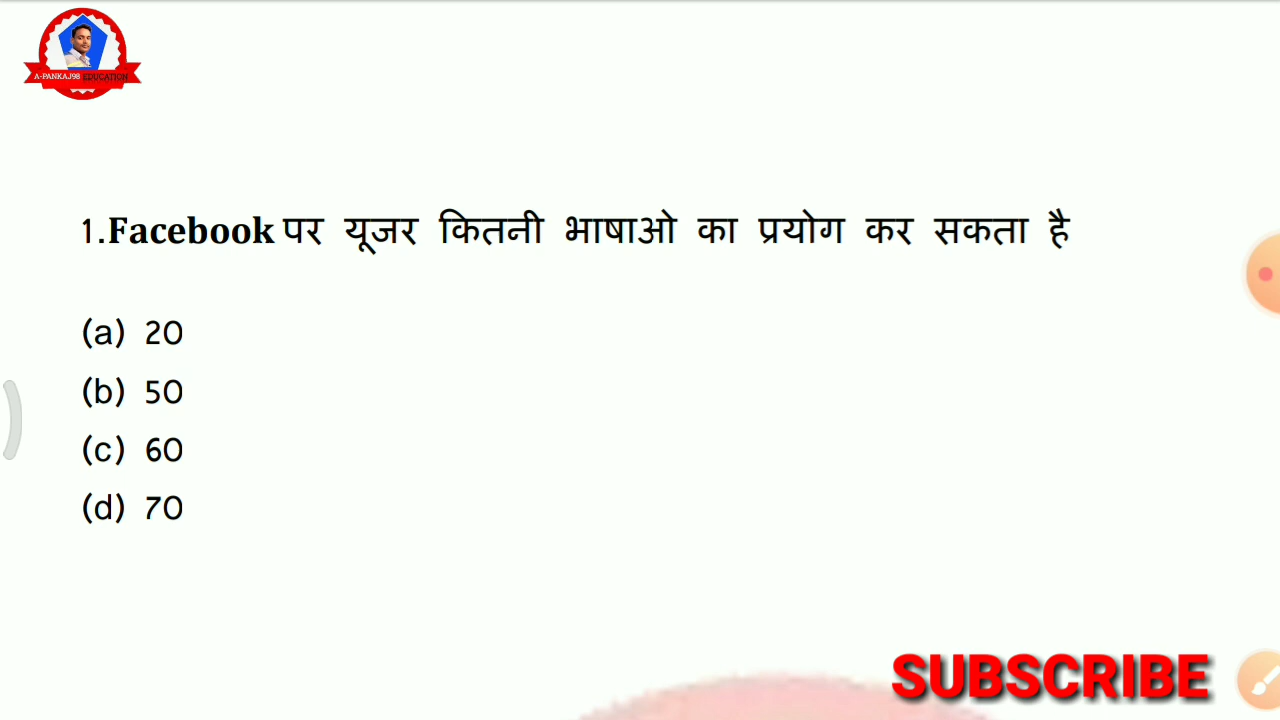 A-PANKAJ98 EDUCATION
1.Facebook पर यूजर कितनी भाषाओ का प्रयोग कर सकता है
(a) 20
(b) 50
(c) 60
(d) 70
SUBSCRIBE